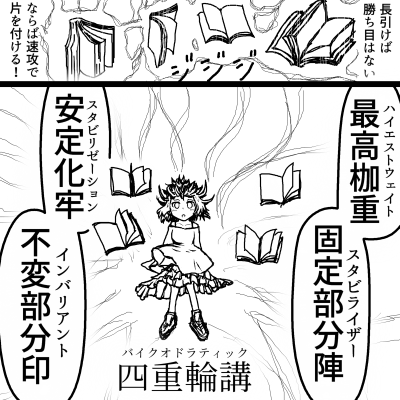 長引けば
勝ち目はない
ならば速攻で
片を付ける！
ジジジ
ハイエストウェイト
最高枷重
スタビライザー
固定部分陣
スタビリゼーション
安定化牢
インバリアント
不変部分印
バイクオドラティック
四重輪講